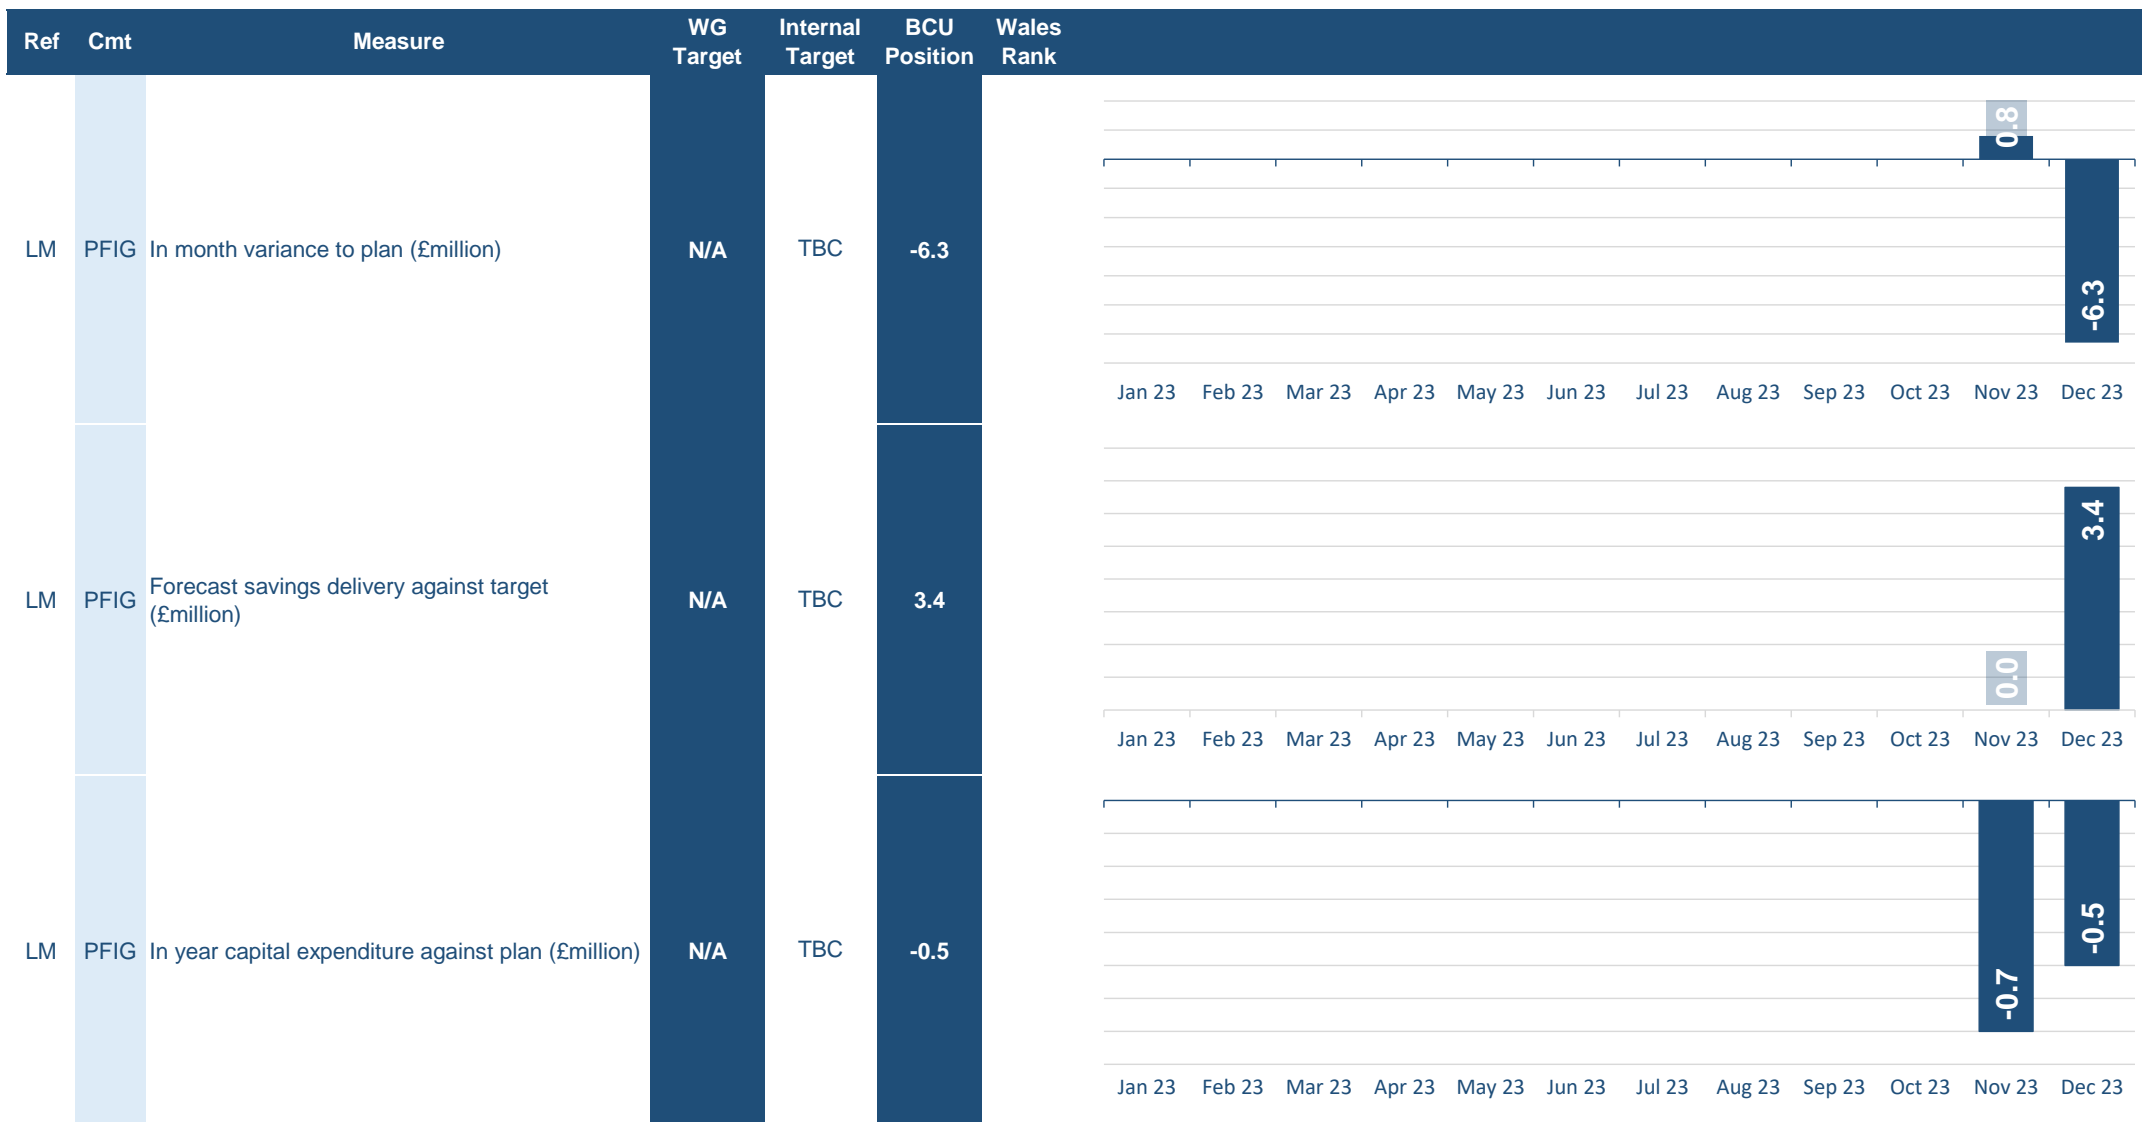 Ref Cmt Measure WG Target Internal Target BCU Position Wales Rank
LM PFIG In month variance to plan (£million) N/A TBC -6.3
0.8
-6.3
Jan 23 Feb 23 Mar 23 Apr 23 May 23 Jun 23 Jul 23 Aug 23 Sep 23 Oct 23 Nov 23 Dec 23
LM PFIG Forecast savings delivery against target
(£million) N/A TBC 3.4
0.0
3.4
Jan 23 Feb 23 Mar 23 Apr 23 May 23 Jun 23 Jul 23 Aug 23 Sep 23 Oct 23 Nov 23 Dec 23
LM PFIG In year capital expenditure against plan (£million) N/A TBC -0.5
-0.7
-0.5
Jan 23 Feb 23 Mar 23 Apr 23 May 23 Jun 23 Jul 23 Aug 23 Sep 23 Oct 23 Nov 23 Dec 23